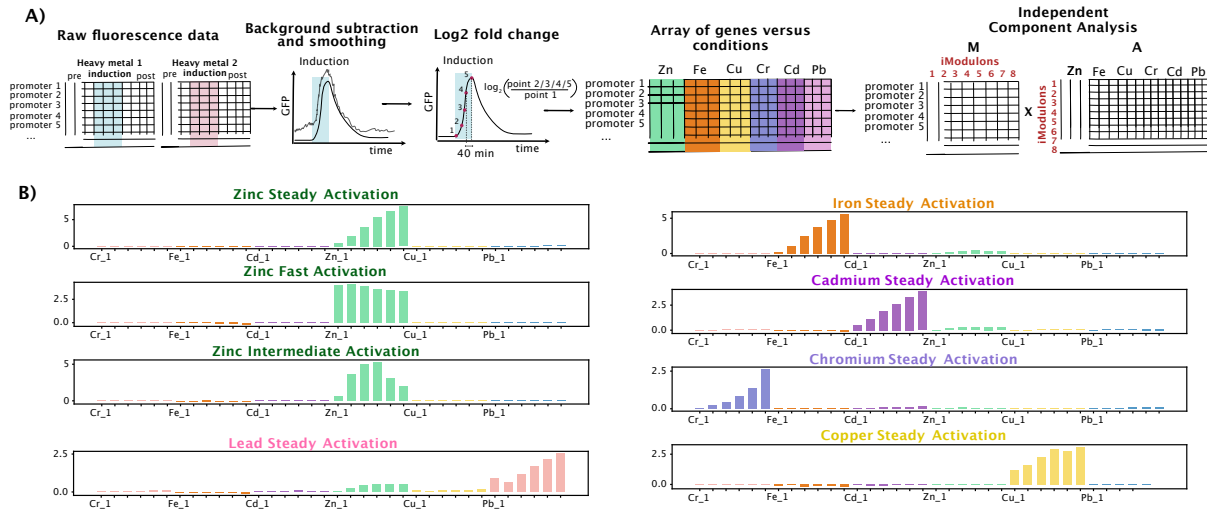 A)
Raw fluorescence data
Heavy metal 1
induction
pre
post
Heavy metal 2
induction
pre
post
promoter 1
promoter 2
promoter 3
promoter 4
promoter 5
...
Background subtraction
and smoothing
Induction
GFP
time
Log2 fold change
Induction
GFP
5
4
3
2
1
log2(point 2/3/4/5/point 1)
40 min
time
Array of genes versus
conditions
Zn Fe Cu Cr Cd Pb
promoter 1
promoter 2
promoter 3
promoter 4
promoter 5
...
Independent
Component Analysis
M
iModulons
1 2 3 4 5 6 7 8
promoter 1
promoter 2
promoter 3
promoter 4
promoter 5
...
X
A
Zn Fe Cu Cr Cd Pb
iModulons
1
2
3
4
5
6
7
8
B)
Zinc Steady Activation
5
0
Cr_1 Fe_1 Cd_1 Zn_1 Cu_1 Pb_1
Zinc Fast Activation
2.5
0.0
Cr_1 Fe_1 Cd_1 Zn_1 Cu_1 Pb_1
Zinc Intermediate Activation
5
0
Cr_1 Fe_1 Cd_1 Zn_1 Cu_1 Pb_1
Lead Steady Activation
2.5
0.0
Cr_1 Fe_1 Cd_1 Zn_1 Cu_1 Pb_1
Iron Steady Activation
5
0
Cr_1 Fe_1 Cd_1 Zn_1 Cu_1 Pb_1
Cadmium Steady Activation
2.5
0.0
Cr_1 Fe_1 Cd_1 Zn_1 Cu_1 Pb_1
Chromium Steady Activation
2.5
0.0
Cr_1 Fe_1 Cd_1 Zn_1 Cu_1 Pb_1
Copper Steady Activation
2.5
0.0
Cr_1 Fe_1 Cd_1 Zn_1 Cu_1 Pb_1